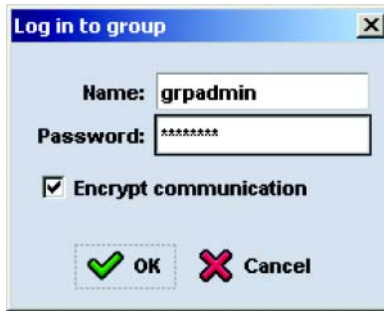 Log in to group
Name: grpadmin
Password: ********
Encrypt communication
OK Cancel